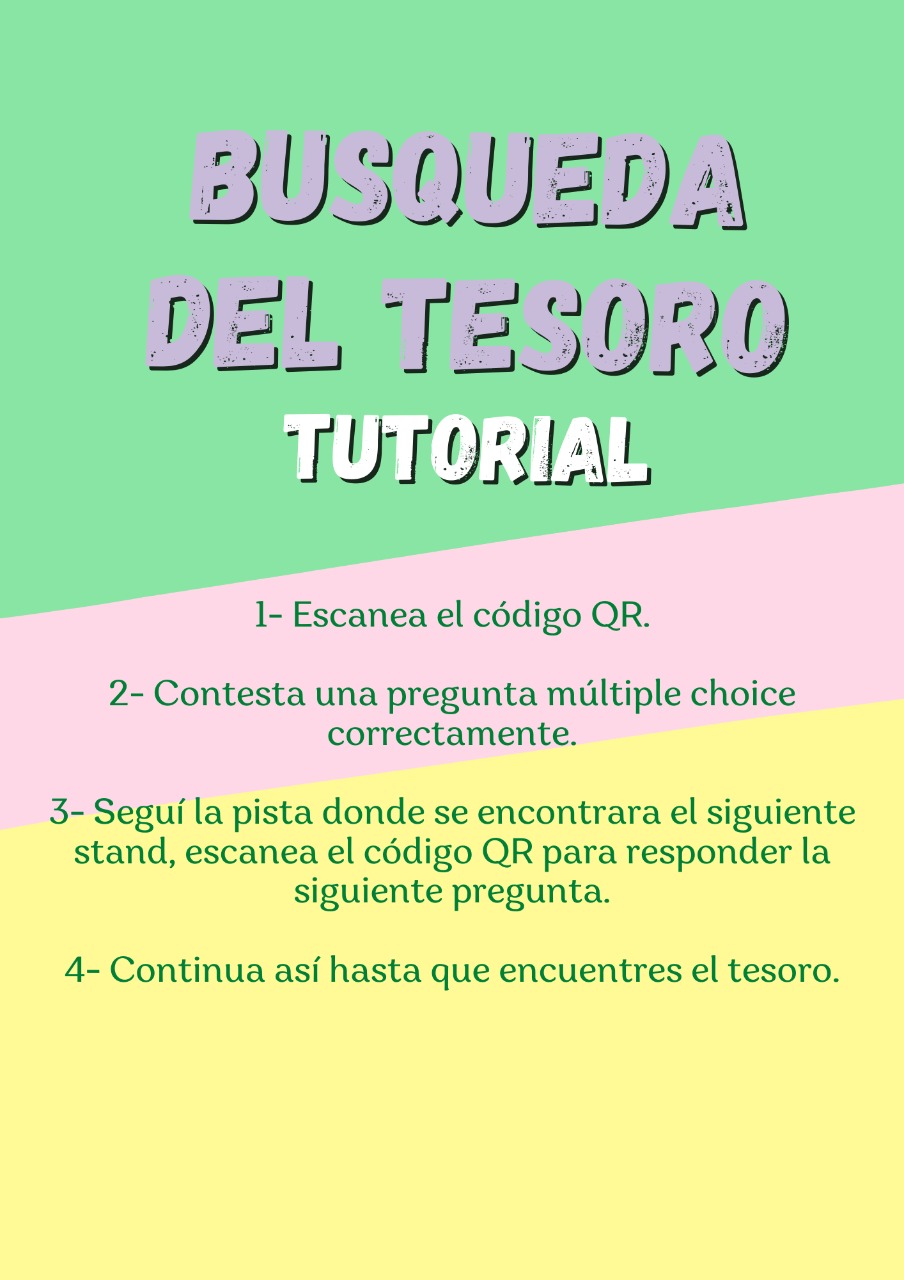 BUSQUEDA
DEL TESORO
TUTORIAL
1- Escanea el código QR.
2- Contesta una pregunta múltiple choice
correctamente.
3- Seguí la pista donde se encontrara el siguiente
stand, escanea el código QR para responder la
siguiente pregunta.
4- Continua así hasta que encuentres el tesoro.